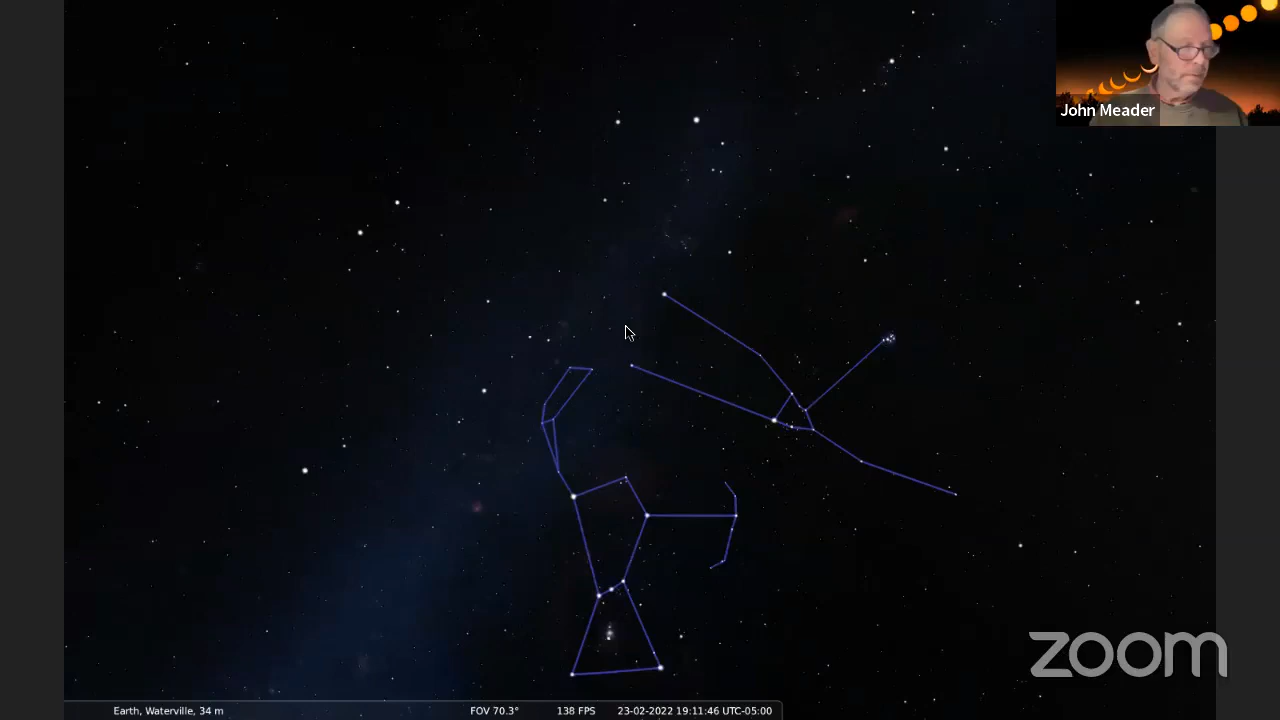 John Meader
zoom
Earth, Waterville, 34 m FOV 70.3° 138 FPS 23-02-2022 19:11:46 UTC-05:00